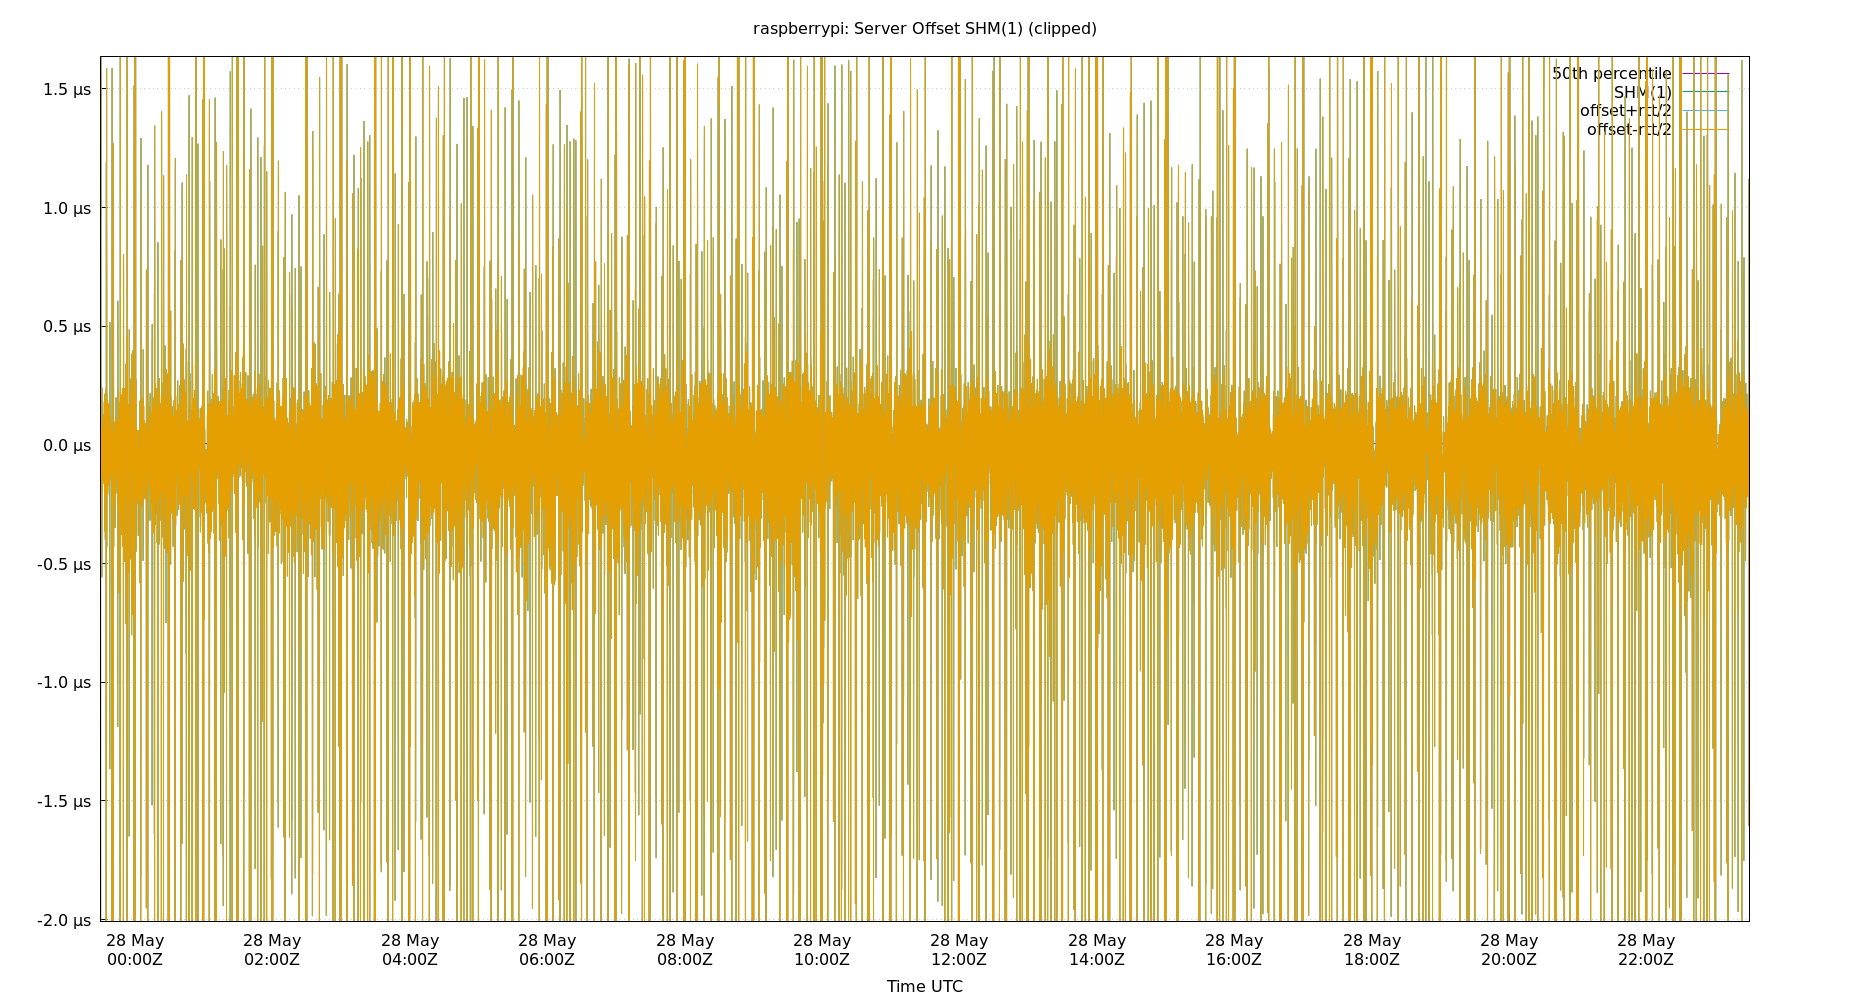 raspberrypi: Server Offset SHM(1) (clipped)
50th percentile
SHM(1)
offset+rtt/2
offset-rtt/2
1.5 µs
1.0 µs
0.5 µs
0.0 µs
-0.5 µs
-1.0 µs
-1.5 µs
-2.0 µs
28 May 28 May 28 May 28 May 28 May 28 May 28 May 28 May 28 May 28 May 28 May 28 May
00:00Z 02:00Z 04:00Z 06:00Z 08:00Z 10:00Z 12:00Z 14:00Z 16:00Z 18:00Z 20:00Z 22:00Z
Time UTC